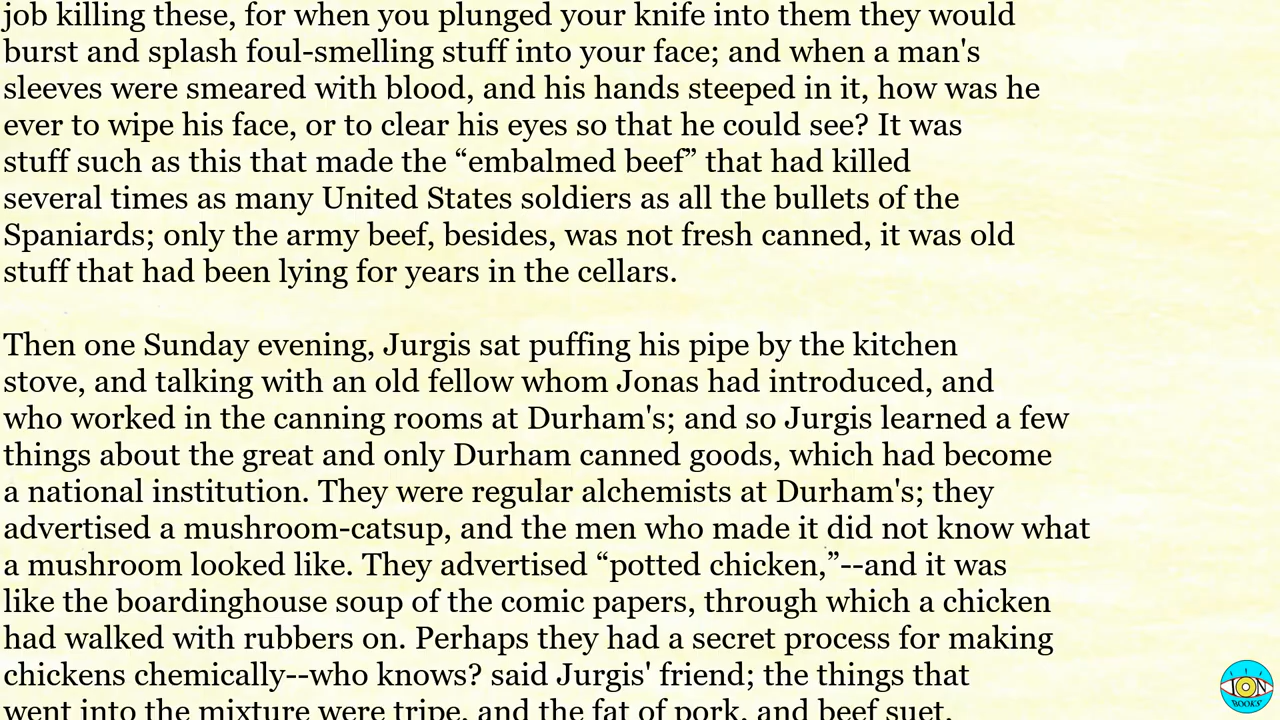 job killing these, for when you plunged your knife into them they would
burst and splash foul-smelling stuff into your face; and when a man's
sleeves were smeared with blood, and his hands steeped in it, how was he
ever to wipe his face, or to clear his eyes so that he could see? It was
stuff such as this that made the “embalmed beef” that had killed
several times as many United States soldiers as all the bullets of the
Spaniards; only the army beef, besides, was not fresh canned, it was old
stuff that had been lying for years in the cellars.
Then one Sunday evening, Jurgis sat puffing his pipe by the kitchen
stove, and talking with an old fellow whom Jonas had introduced, and
who worked in the canning rooms at Durham's; and so Jurgis learned a few
things about the great and only Durham canned goods, which had become
a national institution. They were regular alchemists at Durham's; they
advertised a mushroom-catsup, and the men who made it did not know what
a mushroom looked like. They advertised “potted chicken,”--and it was
like the boardinghouse soup of the comic papers, through which a chicken
had walked with rubbers on. Perhaps they had a secret process for making
chickens chemically--who knows? said Jurgis' friend; the things that
went into the mixture were tripe, and the fat of pork, and beef suet,
ION
BOOKS